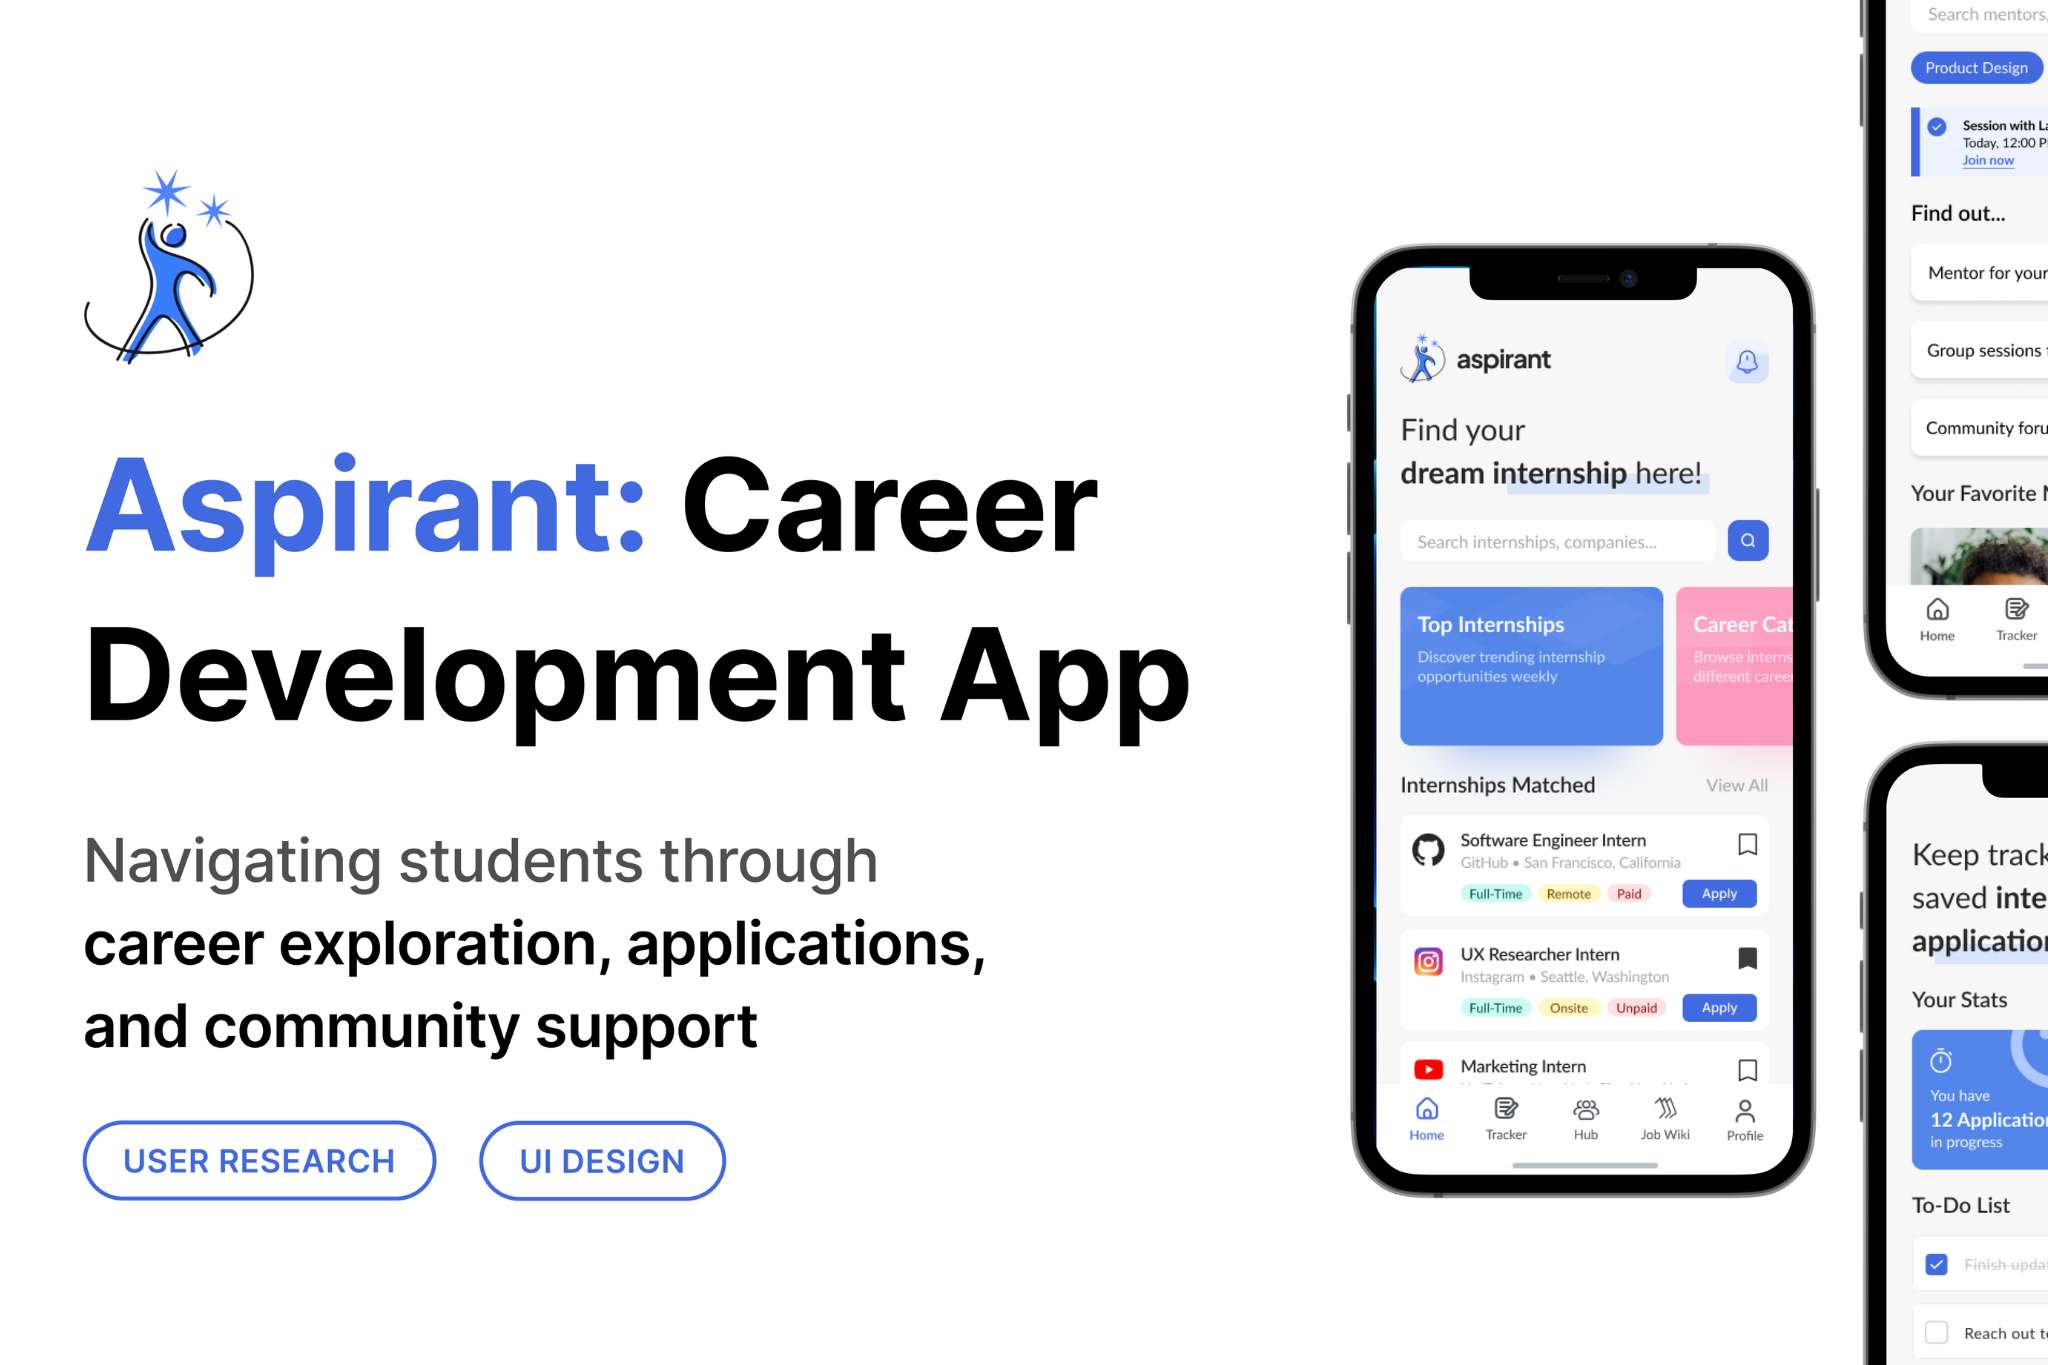 Aspirant: Career
Development App
Navigating students through
career exploration, applications,
and community support
USER RESEARCH
UI DESIGN
aspirant
Find your
dream internship here!
Search internships, companies...
Top Internships
Discover trending internship
opportunities weekly
Career Cat
Browse interns
different career
Internships Matched
View All
Software Engineer Intern
GitHub • San Francisco, California
Full-Time
Remote
Paid
Apply
UX Researcher Intern
Instagram • Seattle, Washington
Full-Time
Onsite
Unpaid
Apply
Marketing Intern
Home
Tracker
Hub
Job Wiki
Profile
Search mentors,
Product Design
Session with La
Today, 12:00 P
Join now
Find out...
Mentor for your
Group sessions
Community foru
Your Favorite
Home
Tracker
Keep track
saved inte
application
Your Stats
You have
12 Application
in progress
To-Do List
Finish updat
Reach out to